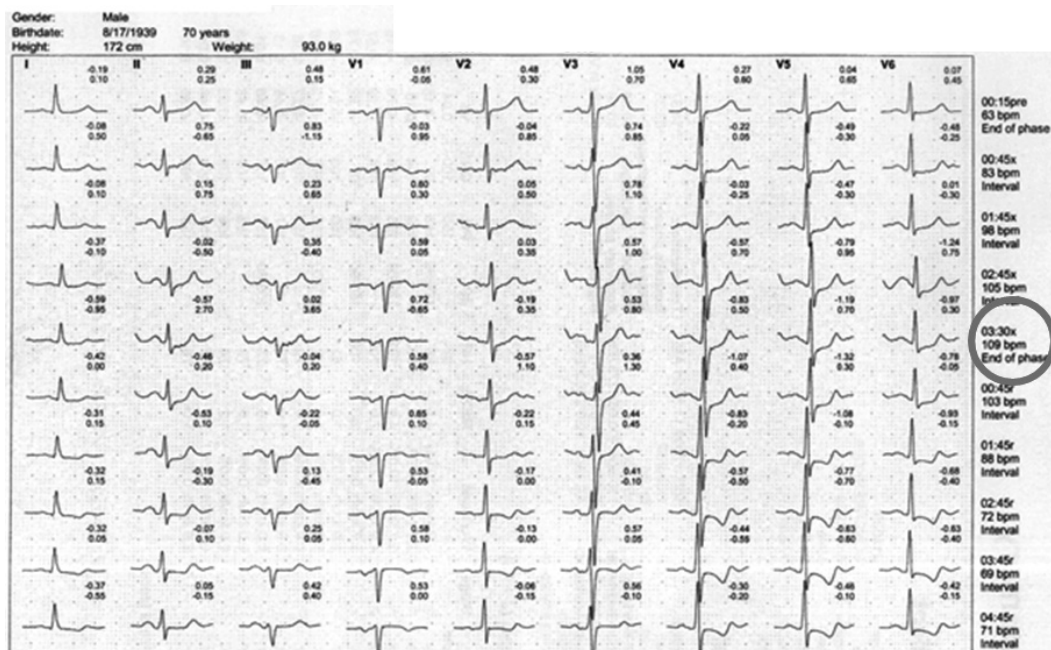 Gender: Male
Birthdate: 8/17/1939 70 years
Height: 172 cm Weight: 93.0 kg
I II III V1 V2 V3 V4 V5 V6
-0.19 0.29 0.48 0.61 0.48 1.05 0.27 0.04 0.07
0.10 0.25 0.15 -0.05 0.30 0.70 0.60 0.65 0.45
00:15pre
63 bpm
End of phase
-0.08 0.75 0.83 -0.03 -0.04 0.74 -0.22 -0.49 -0.48
0.50 -0.65 -1.15 0.95 0.85 0.85 0.05 -0.30 -0.25
00:45x
83 bpm
Interval
-0.08 0.15 0.23 0.60 0.05 0.78 -0.03 -0.47 0.01
0.10 0.75 0.65 0.30 0.50 1.10 -0.25 -0.30 -0.30
01:45x
98 bpm
Interval
-0.37 -0.02 0.35 0.59 0.03 0.57 -0.57 -0.79 -1.24
-0.10 -0.50 -0.40 0.05 0.35 1.00 0.70 0.95 0.75
02:45x
105 bpm
Interval
-0.59 -0.57 0.02 0.72 -0.19 0.53 -0.83 -1.19 -0.97
-0.95 2.70 3.65 -0.65 0.35 0.80 0.50 0.70 0.30
03:30x
109 bpm
End of phase
-0.42 -0.46 -0.04 0.58 -0.57 0.36 -1.07 -1.32 -0.78
0.00 0.20 0.20 0.40 1.10 1.30 0.40 0.30 -0.05
00:45r
103 bpm
Interval
-0.31 -0.53 -0.22 0.65 -0.22 0.44 -0.83 -1.08 -0.93
0.15 0.10 -0.05 0.10 0.15 0.45 -0.20 -0.10 -0.15
01:45r
88 bpm
Interval
-0.32 -0.19 0.13 0.53 -0.17 0.41 -0.57 -0.77 -0.68
0.15 -0.30 -0.45 -0.05 0.00 -0.10 -0.50 -0.70 -0.40
02:45r
72 bpm
Interval
-0.32 -0.07 0.25 0.58 -0.13 0.57 -0.44 -0.63 -0.63
0.05 0.10 0.05 0.10 -0.00 0.05 -0.55 -0.60 -0.40
03:45r
69 bpm
Interval
-0.37 0.05 0.42 0.53 -0.06 0.56 -0.30 -0.46 -0.42
-0.55 -0.15 0.40 0.00 -0.15 -0.10 -0.20 -0.10 -0.15
04:45r
71 bpm
Interval